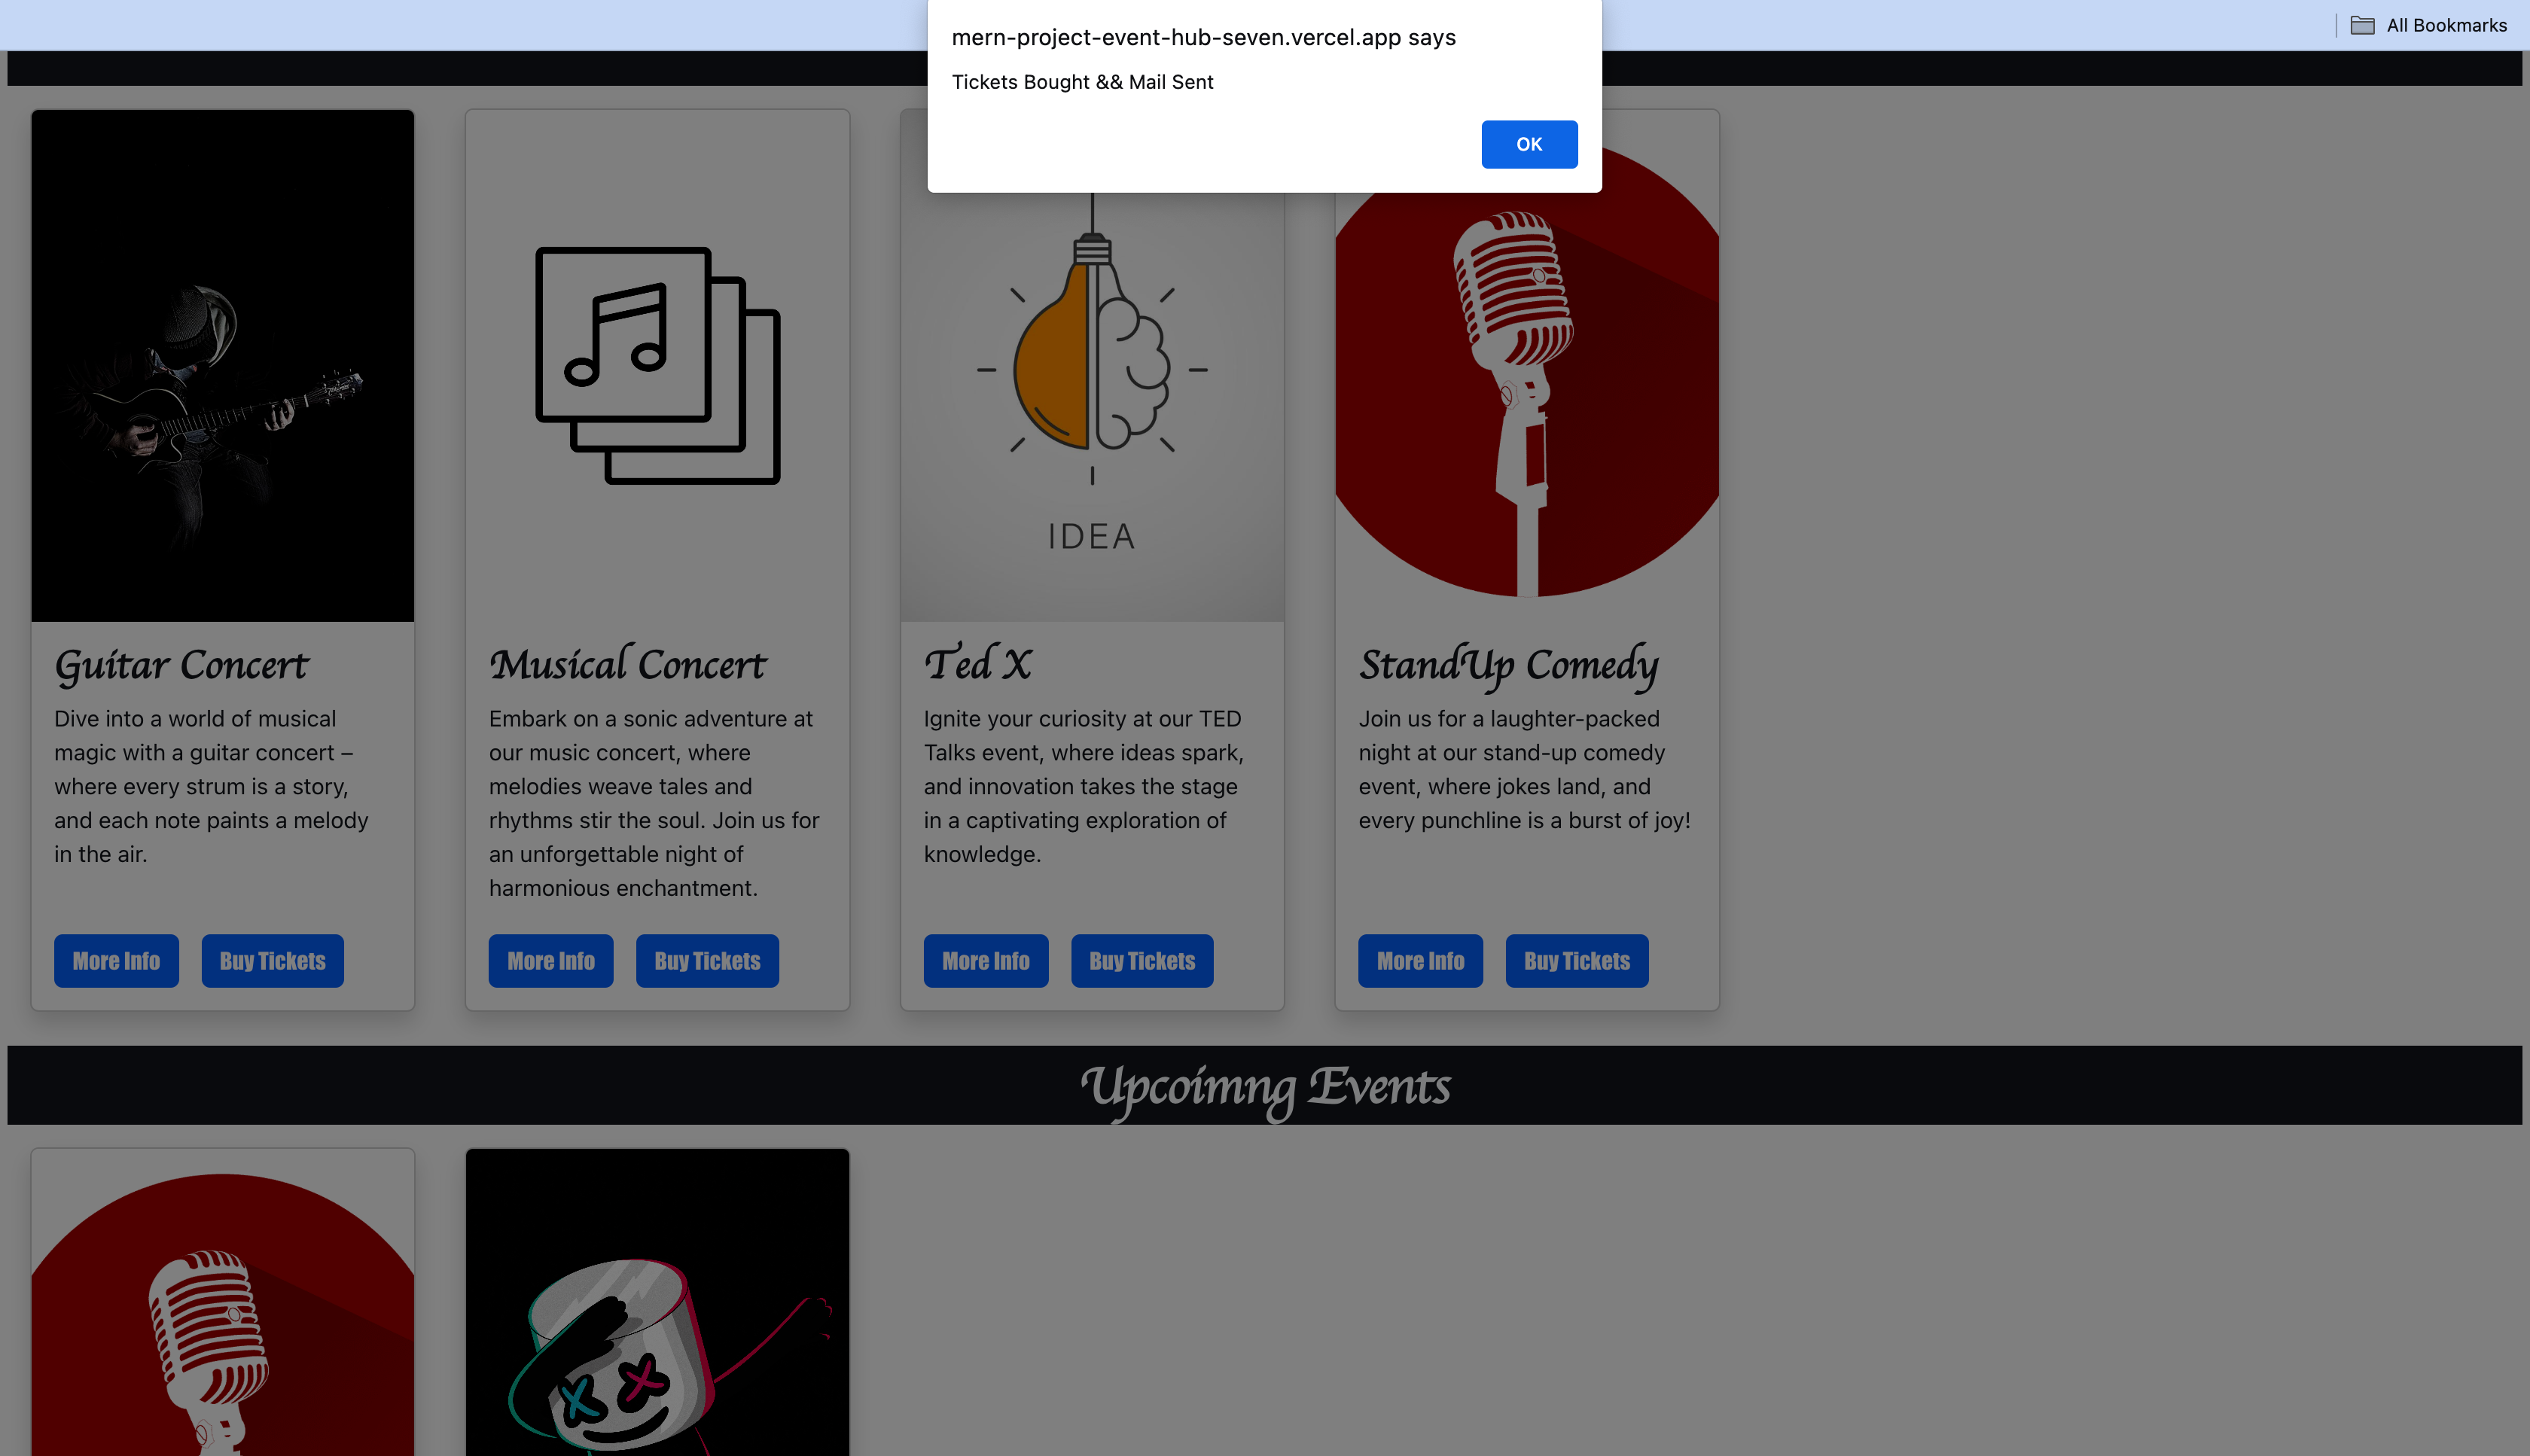 All Bookmarks
mern-project-event-hub-seven.vercel.app says
Tickets Bought && Mail Sent
OK
IDEA
Guitar Concert
Dive into a world of musical
magic with a guitar concert –
where every strum is a story,
and each note paints a melody
in the air.
More Info
Buy Tickets
Musical Concert
Embark on a sonic adventure at
our music concert, where
melodies weave tales and
rhythms stir the soul. Join us for
an unforgettable night of
harmonious enchantment.
More Info
Buy Tickets
Ted X
Ignite your curiosity at our TED
Talks event, where ideas spark,
and innovation takes the stage
in a captivating exploration of
knowledge.
More Info
Buy Tickets
StandUp Comedy
Join us for a laughter-packed
night at our stand-up comedy
event, where jokes land, and
every punchline is a burst of joy!
More Info
Buy Tickets
Upcoimng Events